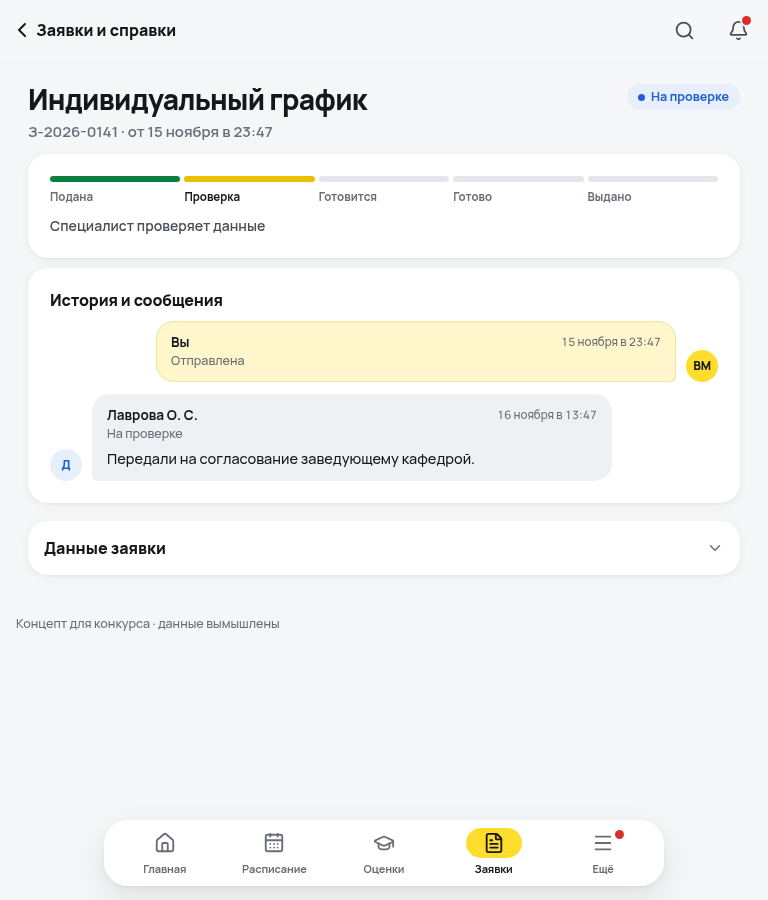 Заявки и справки
Индивидуальный график
На проверке
З-2026-0141 · от 15 ноября в 23:47
Подана
Проверка
Готовится
Готово
Выдано
Специалист проверяет данные
История и сообщения
Вы
15 ноября в 23:47
Отправлена
ВМ
Лаврова О. С.
16 ноября в 13:47
На проверке
Передали на согласование заведующему кафедрой.
Д
Данные заявки
Концепт для конкурса · данные вымышлены
Главная
Расписание
Оценки
Заявки
Ещё